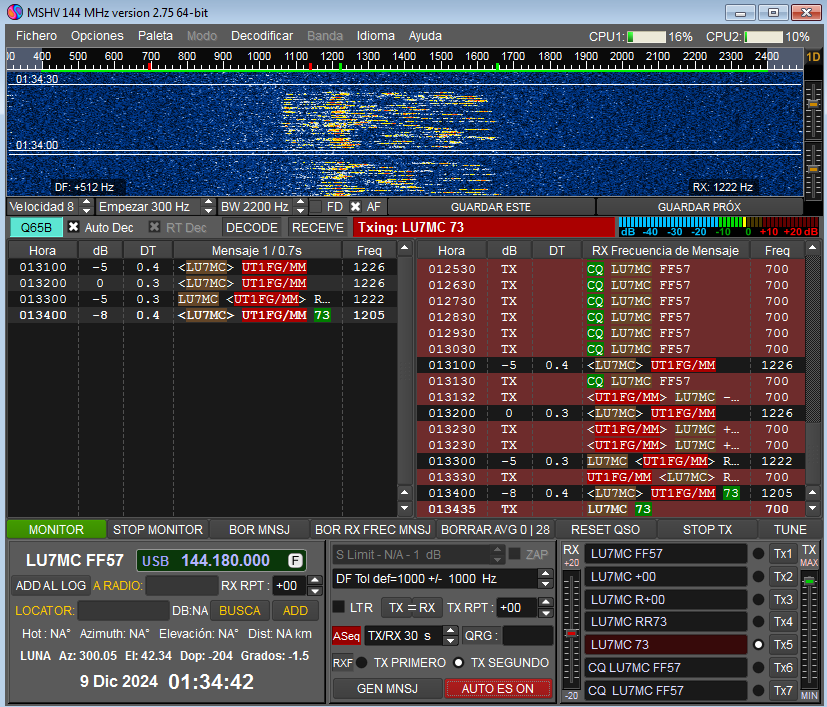 MSHV 144 MHz version 2.75 64-bit
Fichero Opciones Paleta Modo Decodificar Banda Idioma Ayuda CPU1: 16% CPU2: 10%
400 500 600 700 800 900 1000 1100 1200 1300 1400 1500 1600 1700 1800 1900 2000 2100 2200 2300 2400 1D
01:34:30
01:34:00
DF: +512 Hz RX: 1222 Hz
Velocidad 8 Empezar 300 Hz BW 2200 Hz FD AF GUARDAR ESTE GUARDAR PRÓX
Q65B Auto Dec RT Dec DECODE RECEIVE Txing: LU7MC 73 dB -40 -30 -20 -10 0 +10 +20 dB
Hora dB DT Mensaje 1 / 0.7s Freq
013100 -5 0.4 <LU7MC> UT1FG/MM 1226
013200 0 0.3 <LU7MC> UT1FG/MM 1226
013300 -5 0.3 LU7MC <UT1FG/MM> R... 1222
013400 -8 0.4 <LU7MC> UT1FG/MM 73 1205
Hora dB DT RX Frecuencia de Mensaje Freq
012530 TX CQ LU7MC FF57 700
012630 TX CQ LU7MC FF57 700
012730 TX CQ LU7MC FF57 700
012830 TX CQ LU7MC FF57 700
012930 TX CQ LU7MC FF57 700
013030 TX CQ LU7MC FF57 700
013100 -5 0.4 <LU7MC> UT1FG/MM 1226
013130 TX CQ LU7MC FF57 700
013132 TX <UT1FG/MM> LU7MC -... 700
013200 0 0.3 <LU7MC> UT1FG/MM 1226
013230 TX <UT1FG/MM> LU7MC +... 700
013230 TX <UT1FG/MM> LU7MC +... 700
013300 -5 0.3 LU7MC <UT1FG/MM> R... 1222
013330 TX UT1FG/MM <LU7MC> R... 700
013400 -8 0.4 <LU7MC> UT1FG/MM 73 1205
013435 TX LU7MC 73 700
MONITOR STOP MONITOR BOR MNSJ BOR RX FREC MNSJ BORRAR AVG 0 | 28 RESET QSO STOP TX TUNE
LU7MC FF57 USB 144.180.000 F
ADD AL LOG A RADIO: RX RPT : +00
LOCATOR: DB:NA BUSCA ADD
Hot : NA° Azimuth: NA° Elevación: NA° Dist: NA km
LUNA Az: 300.05 El: 42.34 Dop: -204 Grados: -1.5
9 Dic 2024 01:34:42
S Limit - N/A - 1 dB ZAP
DF Tol def=1000 +/- 1000 Hz
LTR TX = RX TX RPT : +00
ASeq TX/RX 30 s QRG :
RXF TX PRIMERO TX SEGUNDO
GEN MNSJ AUTO ES ON
RX +20 -20
LU7MC FF57 Tx1
LU7MC +00 Tx2
LU7MC R+00 Tx3
LU7MC RR73 Tx4
LU7MC 73 Tx5
CQ LU7MC FF57 Tx6
CQ LU7MC FF57 Tx7
TX MAX MIN